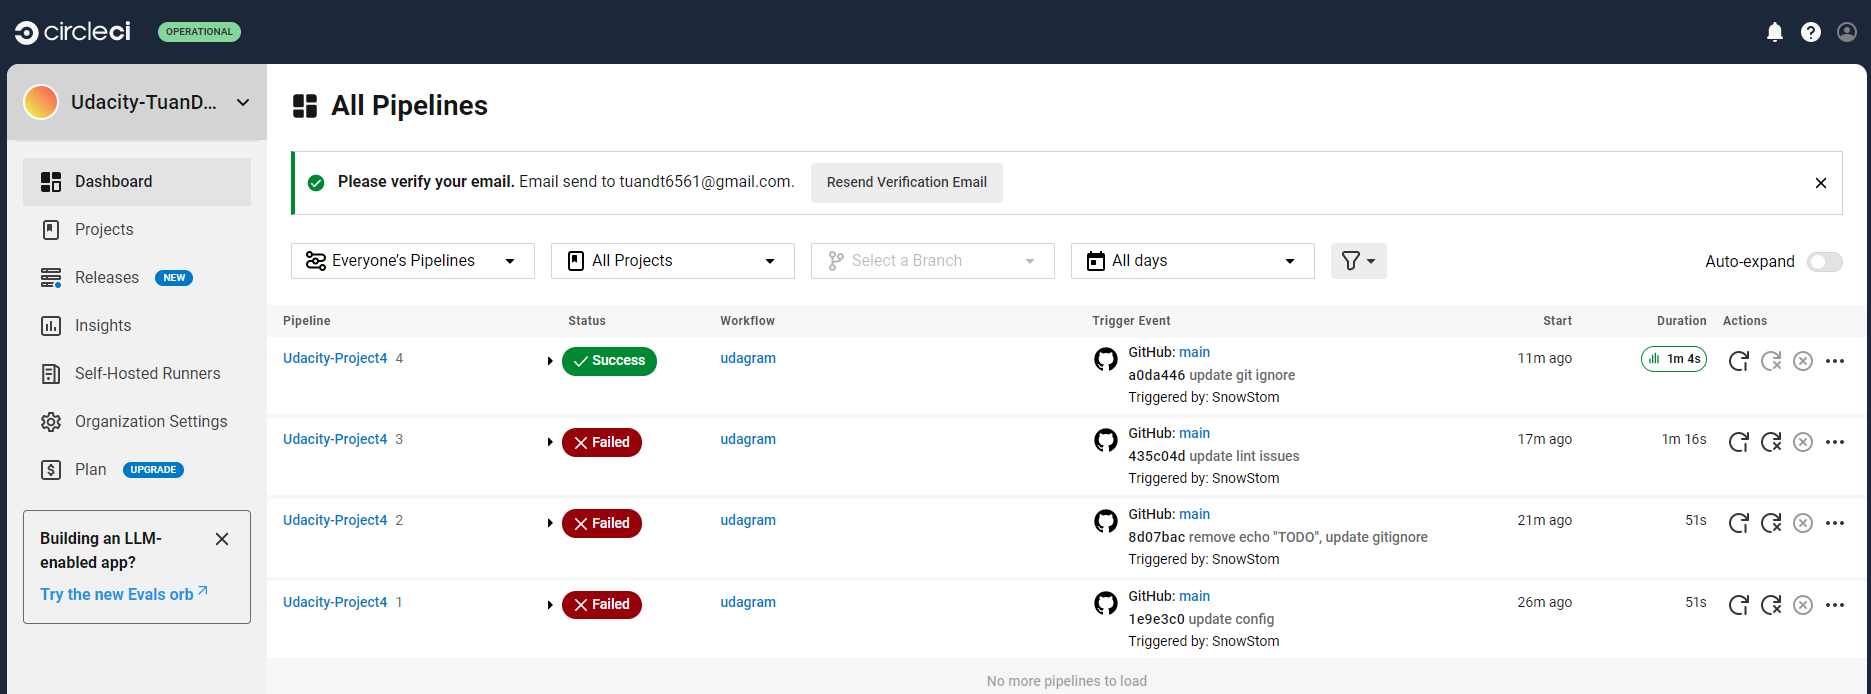 circleci OPERATIONAL
Udacity-TuanD...
Dashboard
Projects
Releases NEW
Insights
Self-Hosted Runners
Organization Settings
Plan UPGRADE
Building an LLM-
enabled app?
Try the new Evals orb
All Pipelines
Please verify your email. Email send to tuandt6561@gmail.com. Resend Verification Email
Everyone's Pipelines All Projects Select a Branch All days Auto-expand
Pipeline Status Workflow Trigger Event Start Duration Actions
Udacity-Project4 4 Success udagram GitHub: main 11m ago 1m 4s
a0da446 update git ignore
Triggered by: SnowStom
Udacity-Project4 3 Failed udagram GitHub: main 17m ago 1m 16s
435c04d update lint issues
Triggered by: SnowStom
Udacity-Project4 2 Failed udagram GitHub: main 21m ago 51s
8d07bac remove echo "TODO", update gitignore
Triggered by: SnowStom
Udacity-Project4 1 Failed udagram GitHub: main 26m ago 51s
1e9e3c0 update config
Triggered by: SnowStom
No more pipelines to load